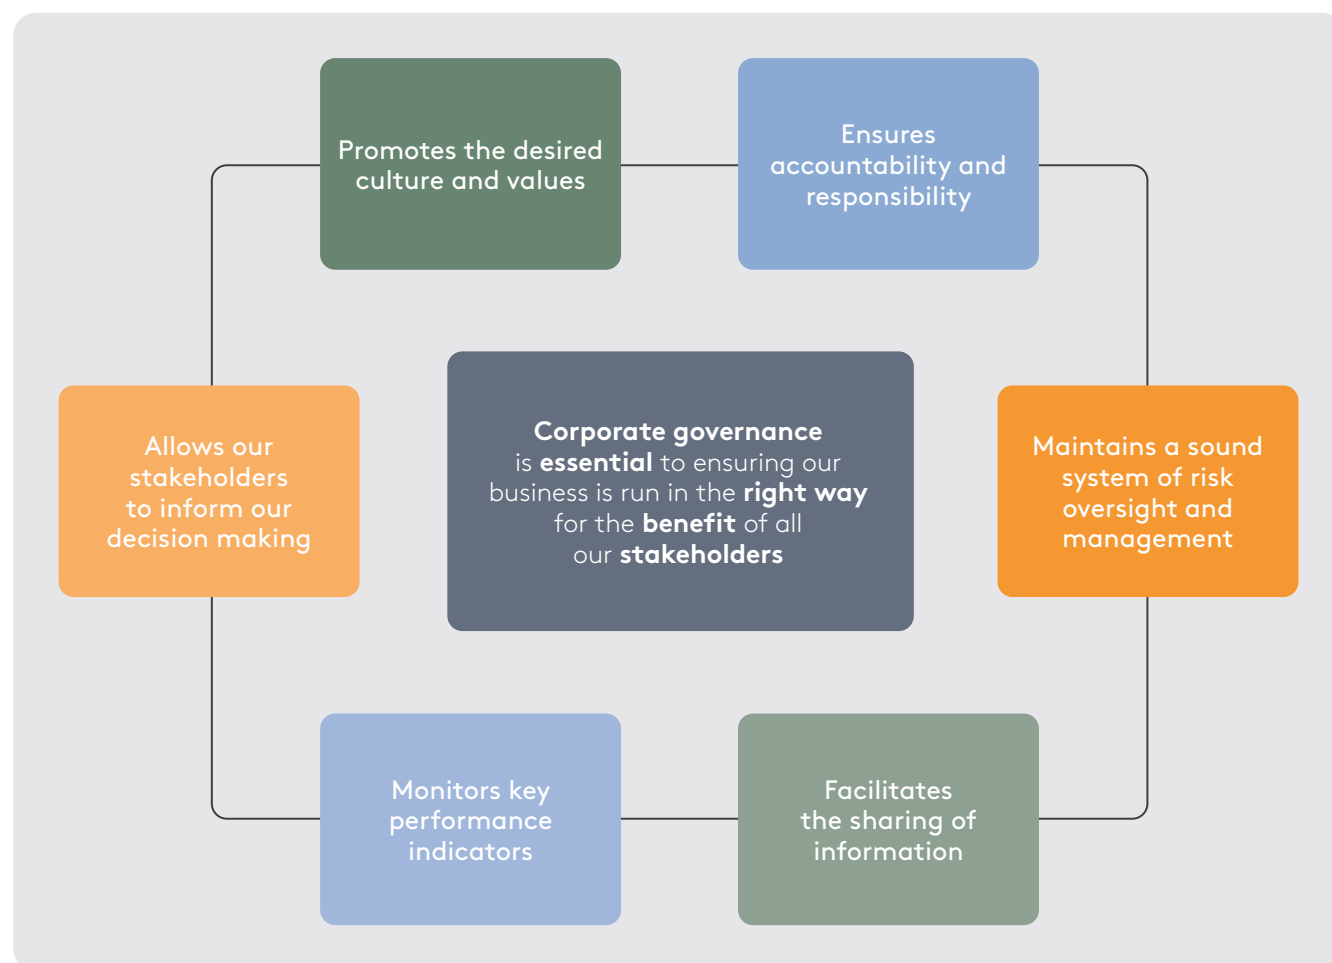 Promotes the desired
culture and values
Ensures
accountability and
responsibility
Allows our
stakeholders
to inform our
decision making
Corporate governance
is essential to ensuring our
business is run in the right way
for the benefit of all
our stakeholders
Maintains a sound
system of risk
oversight and
management
Monitors key
performance
indicators
Facilitates
the sharing of
information